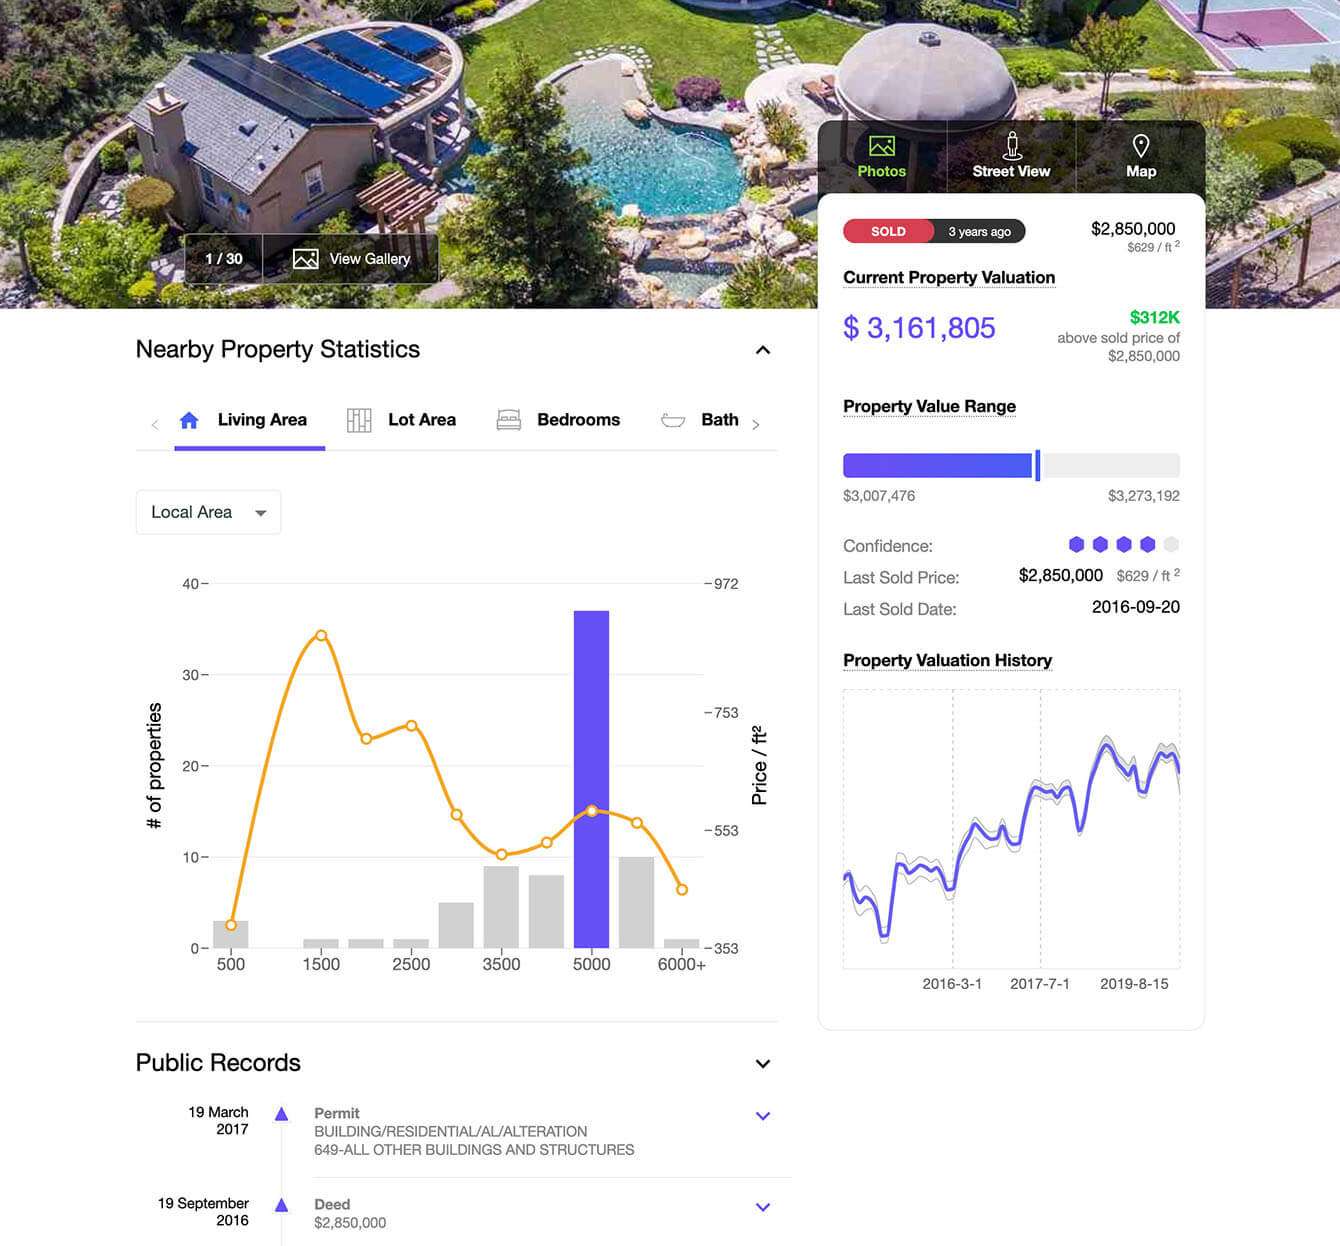 Photos
Street View
Map
1 / 30
View Gallery
SOLD
3 years ago
$2,850,000
$629 / ft 2
Current Property Valuation
$ 3,161,805
$312K
above sold price of
$2,850,000
Property Value Range
$3,007,476
$3,273,192
Confidence:
Last Sold Price:
$2,850,000 $629 / ft 2
Last Sold Date:
2016-09-20
Property Valuation History
2016-3-1
2017-7-1
2019-8-15
Nearby Property Statistics
Living Area
Lot Area
Bedrooms
Bath
Local Area
# of properties
40
30
20
10
0
972
753
553
353
Price / ft²
500
1500
2500
3500
5000
6000+
Public Records
19 March
2017
Permit
BUILDING/RESIDENTIAL/AL/ALTERATION
649-ALL OTHER BUILDINGS AND STRUCTURES
19 September
2016
Deed
$2,850,000